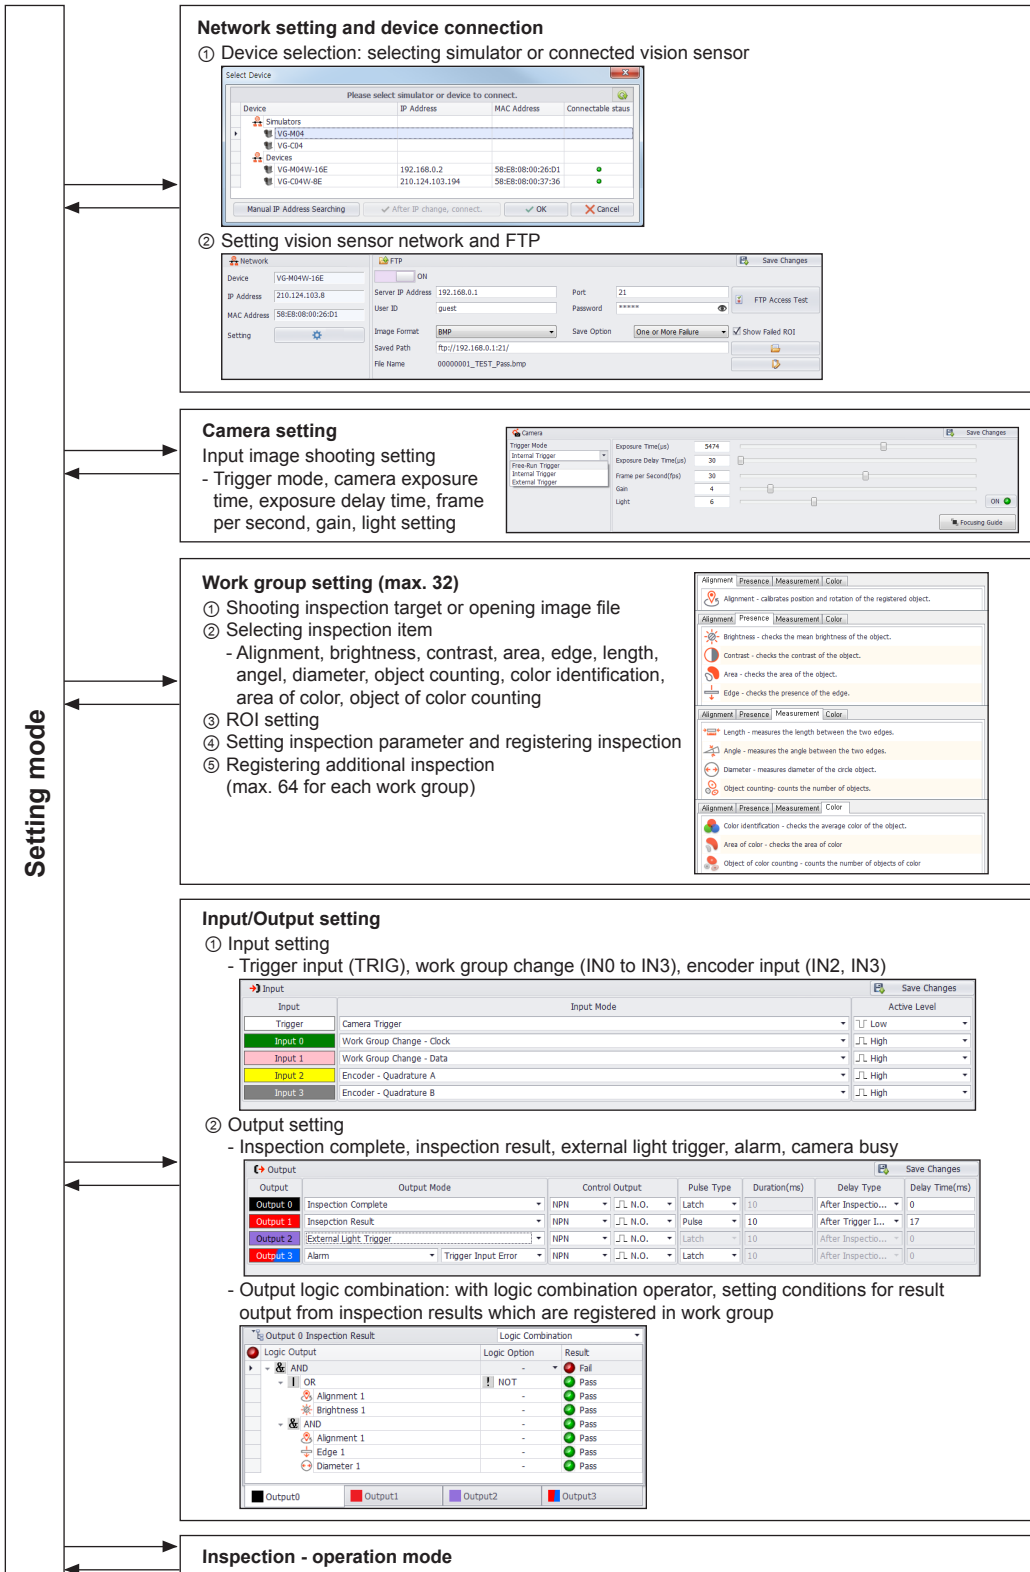 Setting mode
Network setting and device connection
① Device selection: selecting simulator or connected vision sensor
Select Device
Please select simulator or device to connect.
Device IP Address MAC Address Connectable staus
Simulators
VG-M04
VG-C04
Devices
VG-M04W-16E 192.168.0.2 58:E8:08:00:26:D1
VG-C04W-8E 210.124.103.194 58:E8:08:00:37:36
Manual IP Address Searching After IP change, connect. OK Cancel
② Setting vision sensor network and FTP
Network FTP Save Changes
Device VG-M04W-16E ON
IP Address 210.124.103.8 Server IP Address 192.168.0.1 Port 21 FTP Access Test
MAC Address 58:E8:08:00:26:D1 User ID guest Password *****
Setting Image Format BMP Save Option One or More Failure Show Failed ROI
Saved Path ftp://192.168.0.1:21/
File Name 00000001_TEST_Pass.bmp
Camera setting
Input image shooting setting
- Trigger mode, camera exposure
time, exposure delay time, frame
per second, gain, light setting
Camera Save Changes
Trigger Mode Exposure Time(µs) 5474
Internal Trigger Exposure Delay Time(µs) 30
Free-Run Trigger
Internal Trigger Frame per Second(fps) 30
External Trigger Gain 4
Light 6 ON
Focusing Guide
Work group setting (max. 32)
① Shooting inspection target or opening image file
② Selecting inspection item
- Alignment, brightness, contrast, area, edge, length,
angel, diameter, object counting, color identification,
area of color, object of color counting
③ ROI setting
④ Setting inspection parameter and registering inspection
⑤ Registering additional inspection
(max. 64 for each work group)
Alignment Presence Measurement Color
Alignment - calibrates position and rotation of the registered object.
Alignment Presence Measurement Color
Brightness - checks the mean brightness of the object.
Contrast - checks the contrast of the object.
Area - checks the area of the object.
Edge - checks the presence of the edge.
Alignment Presence Measurement Color
Length - measures the length between the two edges.
Angle - measures the angle between the two edges.
Diameter - measures diameter of the circle object.
Object counting- counts the number of objects.
Alignment Presence Measurement Color
Color identification - checks the average color of the object.
Area of color - checks the area of color
Object of color counting - counts the number of objects of color
Input/Output setting
① Input setting
- Trigger input (TRIG), work group change (IN0 to IN3), encoder input (IN2, IN3)
Input Save Changes
Input Input Mode Active Level
Trigger Camera Trigger Low
Input 0 Work Group Change - Clock High
Input 1 Work Group Change - Data High
Input 2 Encoder - Quadrature A High
Input 3 Encoder - Quadrature B High
② Output setting
- Inspection complete, inspection result, external light trigger, alarm, camera busy
Output Save Changes
Output Output Mode Control Output Pulse Type Duration(ms) Delay Type Delay Time(ms)
Output 0 Inspection Complete NPN N.O. Latch 10 After Inspectio... 0
Output 1 Inseption Result NPN N.O. Pulse 10 After Trigger I... 17
Output 2 External Light Trigger NPN N.O. Latch 10 After Inspectio... 0
Output 3 Alarm Trigger Input Error NPN N.O. Latch 10 After Inspectio... 0
- Output logic combination: with logic combination operator, setting conditions for result
output from inspection results which are registered in work group
Output 0 Inspection Result Logic Combination
Logic Output Logic Option Result
& AND - Fail
| OR ! NOT Pass
Alignment 1 - Pass
Brightness 1 - Pass
& AND - Pass
Alignment 1 - Pass
Edge 1 - Pass
Diameter 1 - Pass
Output0 Output1 Output2 Output3
Inspection - operation mode